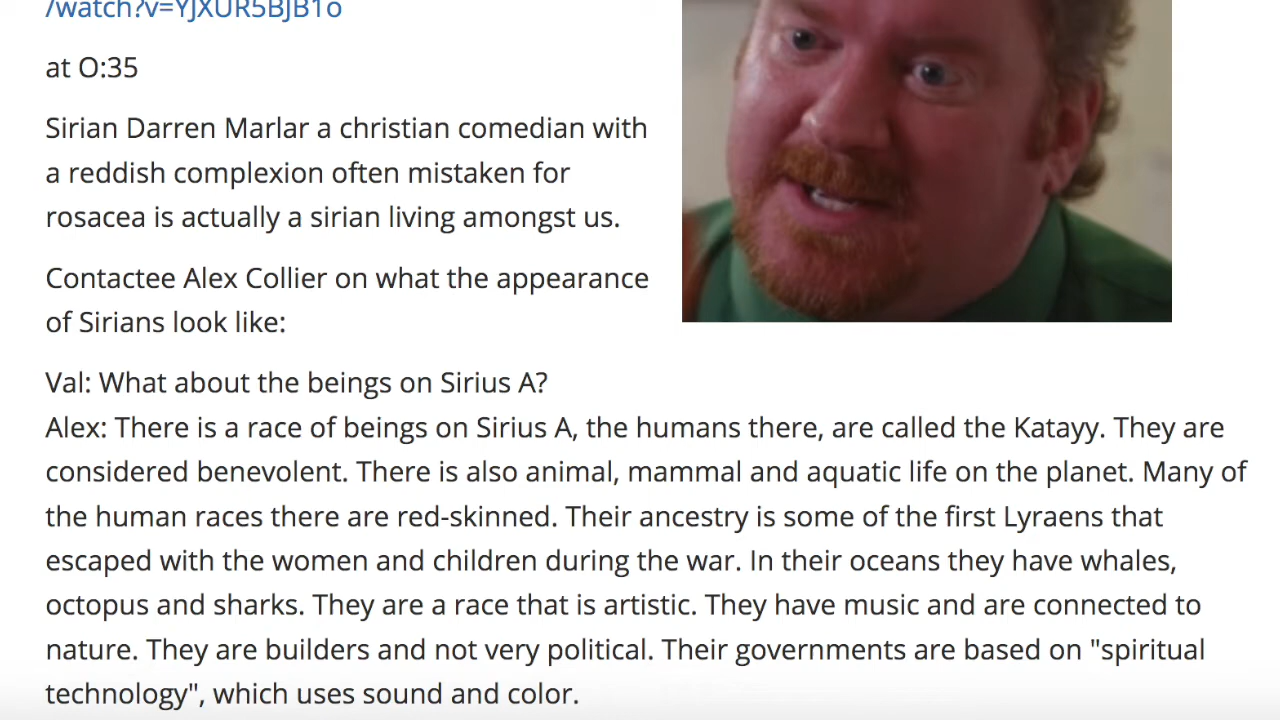 /watch?v=YJXUR5BJB1o
at O:35
Sirian Darren Marlar a christian comedian with
a reddish complexion often mistaken for
rosacea is actually a sirian living amongst us.
Contactee Alex Collier on what the appearance
of Sirians look like:
Val: What about the beings on Sirius A?
Alex: There is a race of beings on Sirius A, the humans there, are called the Katayy. They are
considered benevolent. There is also animal, mammal and aquatic life on the planet. Many of
the human races there are red-skinned. Their ancestry is some of the first Lyraens that
escaped with the women and children during the war. In their oceans they have whales,
octopus and sharks. They are a race that is artistic. They have music and are connected to
nature. They are builders and not very political. Their governments are based on "spiritual
technology", which uses sound and color.